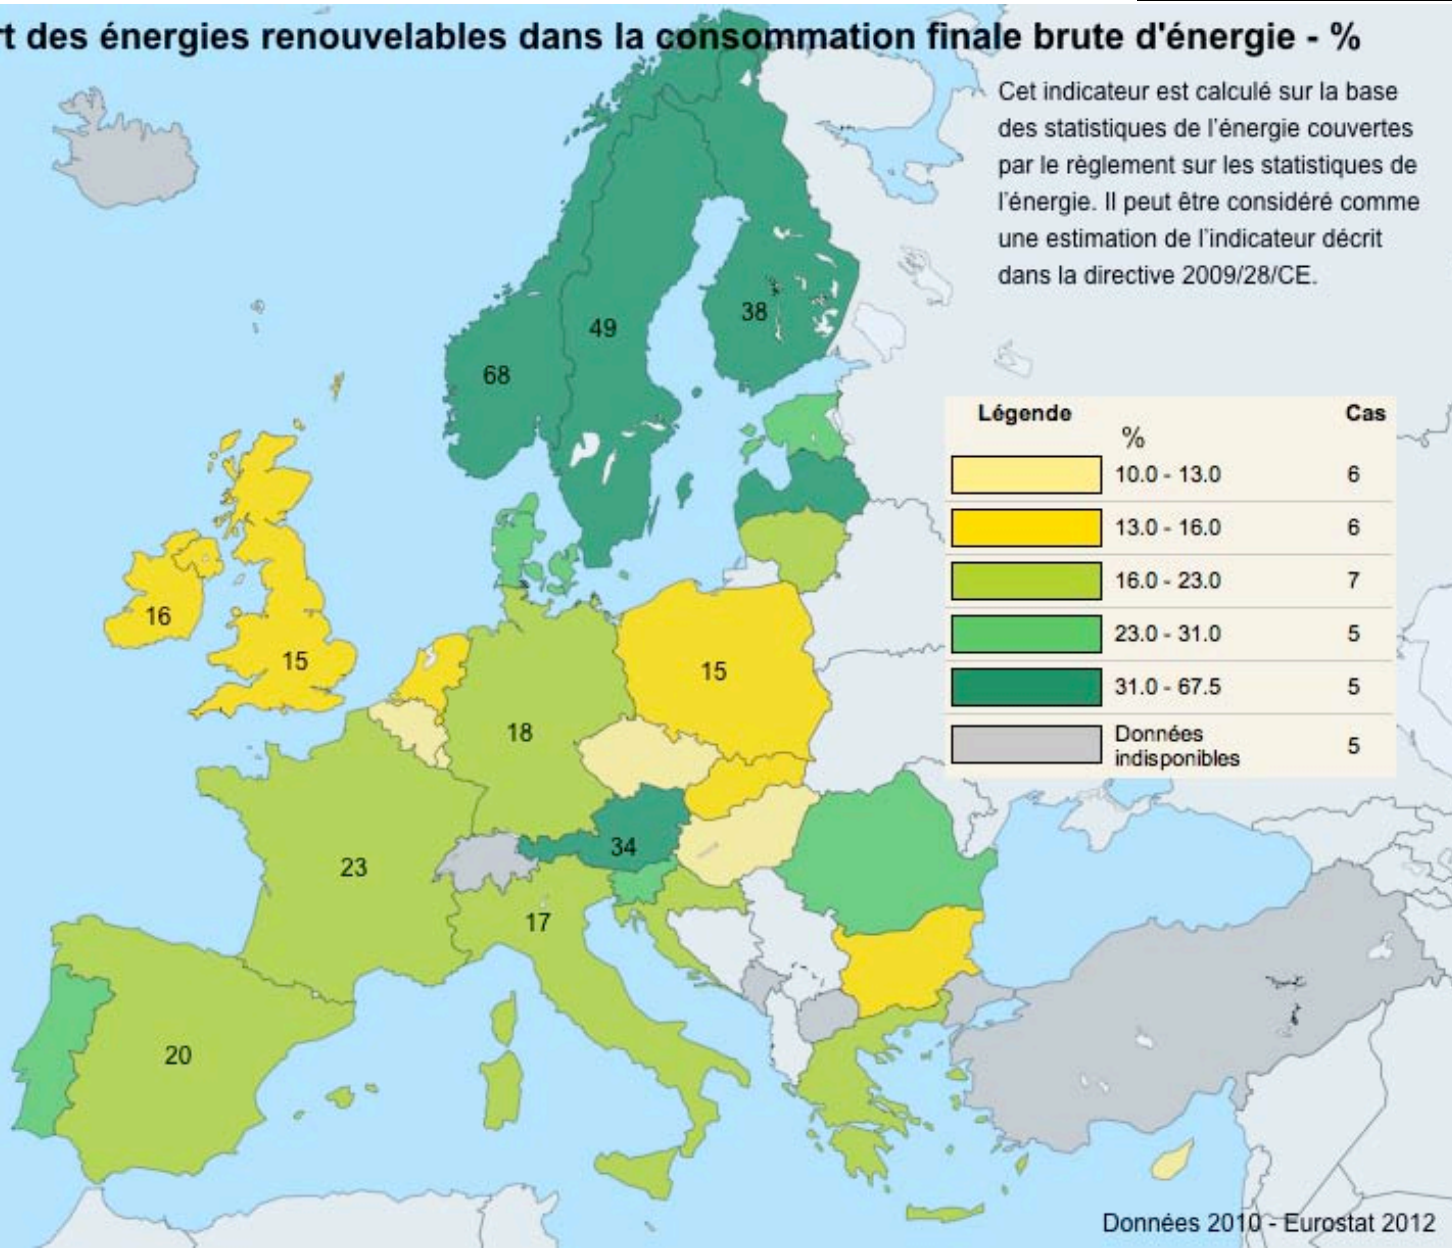 rt des énergies renouvelables dans la consommation finale brute d'énergie - %
Cet indicateur est calculé sur la base
des statistiques de l'énergie couvertes
par le règlement sur les statistiques de
l'énergie. Il peut être considéré comme
une estimation de l'indicateur décrit
dans la directive 2009/28/CE.
38
49
68
Légende Cas
%
10.0 - 13.0 6
13.0 - 16.0 6
16.0 - 23.0 7
23.0 - 31.0 5
31.0 - 67.5 5
Données
indisponibles 5
16
15
15
18
34
23
17
20
Données 2010 - Eurostat 2012